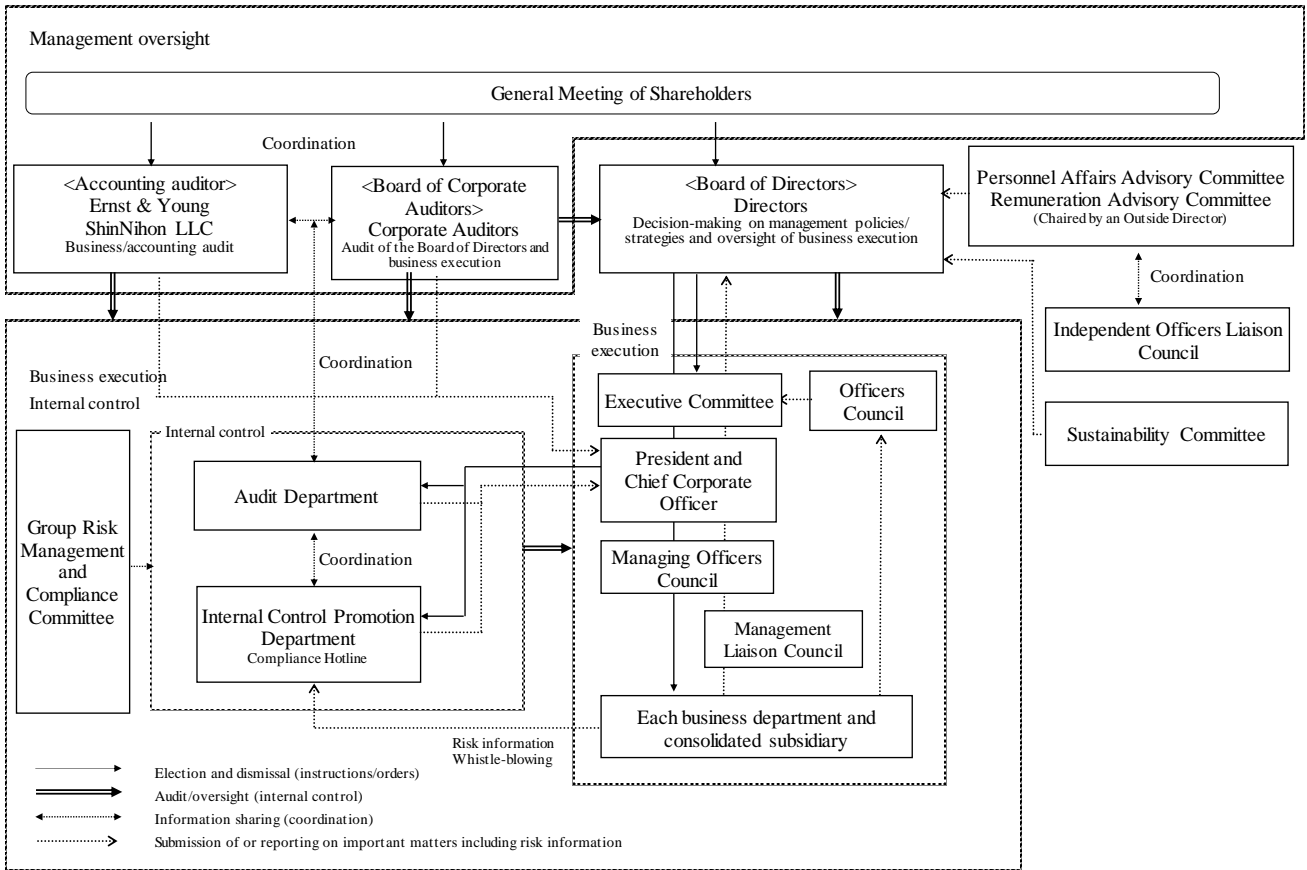 Management oversight
General Meeting of Shareholders
Coordination
<Accounting auditor>
Ernst & Young
ShinNihon LLC
Business/accounting audit
<Board of Corporate
Auditors>
Corporate Auditors
Audit of the Board of Directors and
business execution
<Board of Directors>
Directors
Decision-making on management policies/
strategies and oversight of business execution
Personnel Affairs Advisory Committee
Remuneration Advisory Committee
(Chaired by an Outside Director)
Coordination
Independent Officers Liaison
Council
Sustainability Committee
Business
execution
Coordination
Business execution
Internal control
Executive Committee
Officers
Council
Internal control
President and
Chief Corporate
Officer
Audit Department
Group Risk
Management
and
Compliance
Committee
Coordination
Managing Officers
Council
Internal Control Promotion
Department
Compliance Hotline
Management
Liaison Council
Each business department and
consolidated subsidiary
Risk information
Whistle-blowing
Election and dismissal (instructions/orders)
Audit/oversight (internal control)
Information sharing (coordination)
Submission of or reporting on important matters including risk information